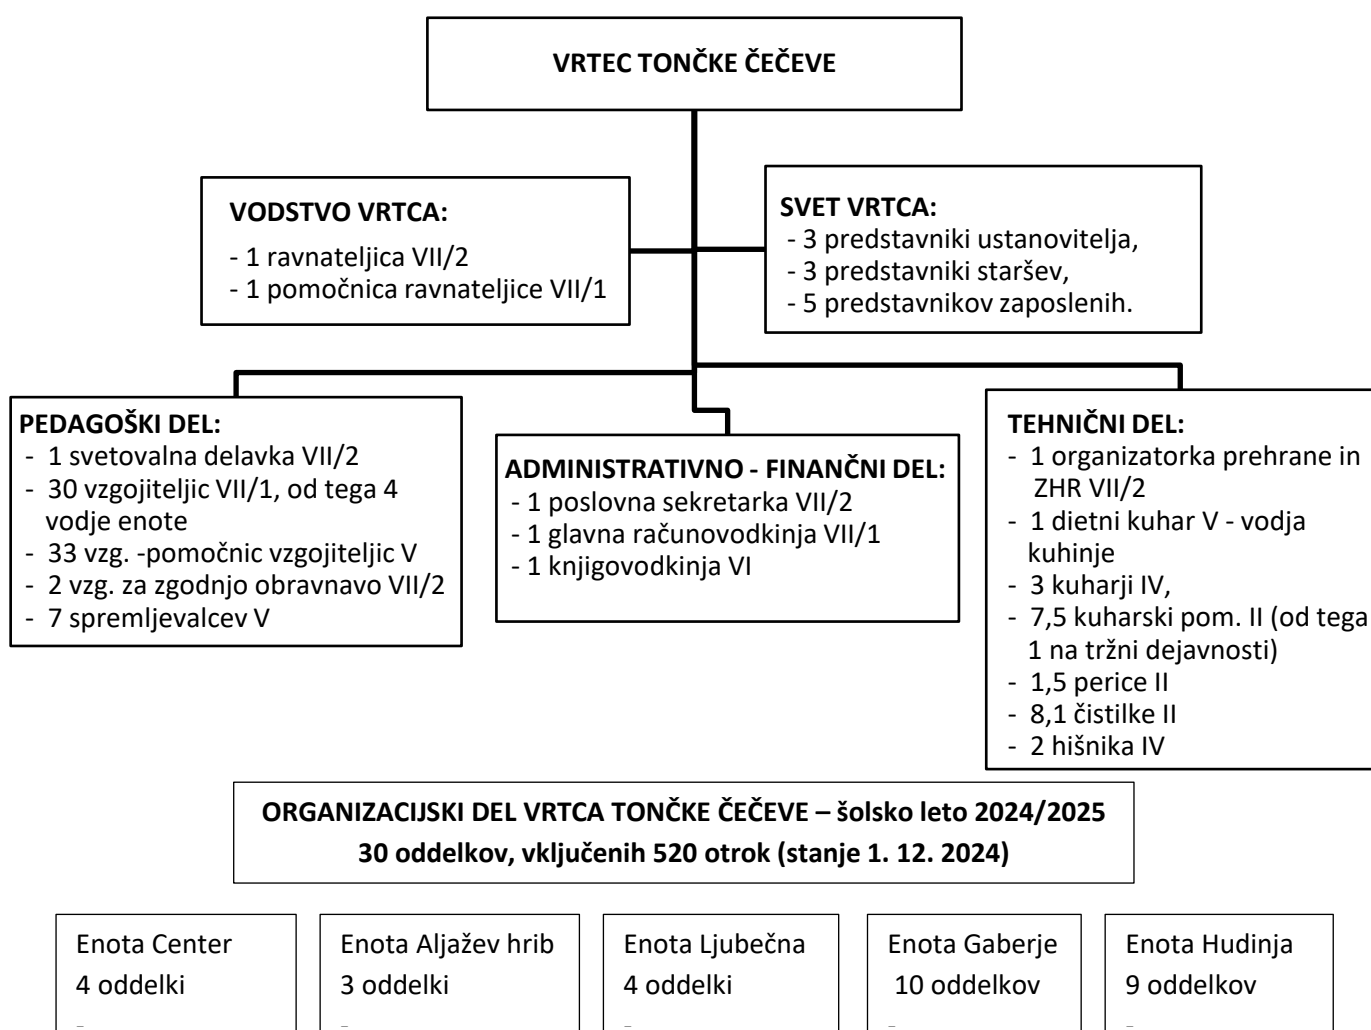 VRTEC TONČKE ČEČEVE
VODSTVO VRTCA:
- 1 ravnateljica VII/2
- 1 pomočnica ravnateljice VII/1
SVET VRTCA:
- 3 predstavniki ustanovitelja,
- 3 predstavniki staršev,
- 5 predstavnikov zaposlenih.
PEDAGOŠKI DEL:
- 1 svetovalna delavka VII/2
- 30 vzgojiteljic VII/1, od tega 4
vodje enote
- 33 vzg. -pomočnic vzgojiteljic V
- 2 vzg. za zgodnjo obravnavo VII/2
- 7 spremljevalcev V
ADMINISTRATIVNO - FINANČNI DEL:
- 1 poslovna sekretarka VII/2
- 1 glavna računovodkinja VII/1
- 1 knjigovodkinja VI
TEHNIČNI DEL:
- 1 organizatorka prehrane in
ZHR VII/2
- 1 dietni kuhar V - vodja
kuhinje
- 3 kuharji IV,
- 7,5 kuharski pom. II (od tega
1 na tržni dejavnosti)
- 1,5 perice II
- 8,1 čistilke II
- 2 hišnika IV
ORGANIZACIJSKI DEL VRTCA TONČKE ČEČEVE – šolsko leto 2024/2025
30 oddelkov, vključenih 520 otrok (stanje 1. 12. 2024)
Enota Center
4 oddelki
-
Enota Aljažev hrib
3 oddelki
-
Enota Ljubečna
4 oddelki
-
Enota Gaberje
10 oddelkov
-
Enota Hudinja
9 oddelkov
-